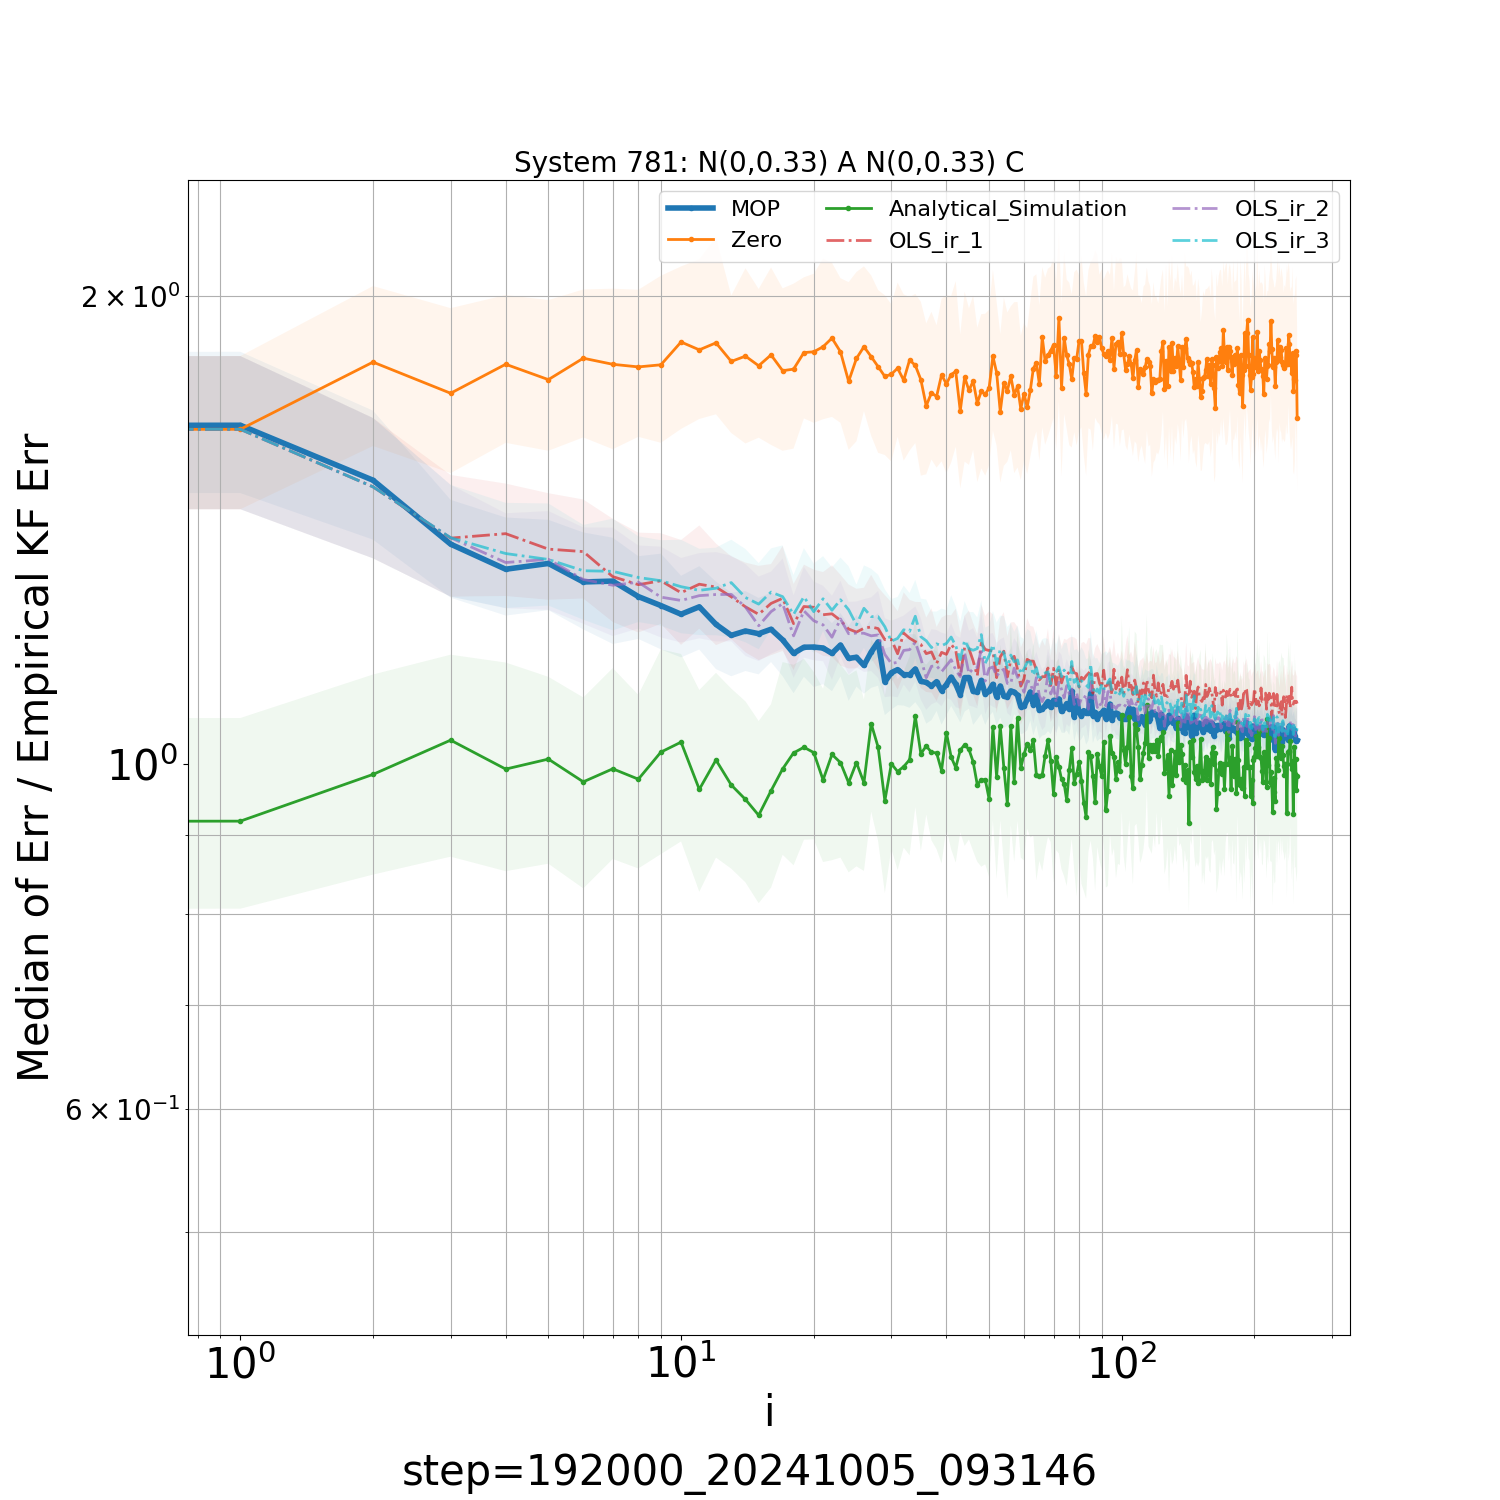 System 781: N(0,0.33) A N(0,0.33) C
MOP
Zero
Analytical_Simulation
OLS_ir_1
OLS_ir_2
OLS_ir_3
Median of Err / Empirical KF Err
2 × 10⁰
10⁰
6 × 10⁻¹
10⁰
10¹
10²
i
step=192000_20241005_093146